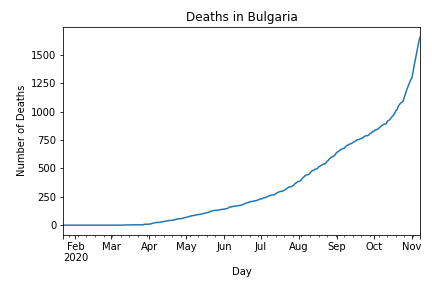 Deaths in Bulgaria
Number of Deaths
1500
1250
1000
750
500
250
0
Feb Mar Apr May Jun Jul Aug Sep Oct Nov
2020
Day